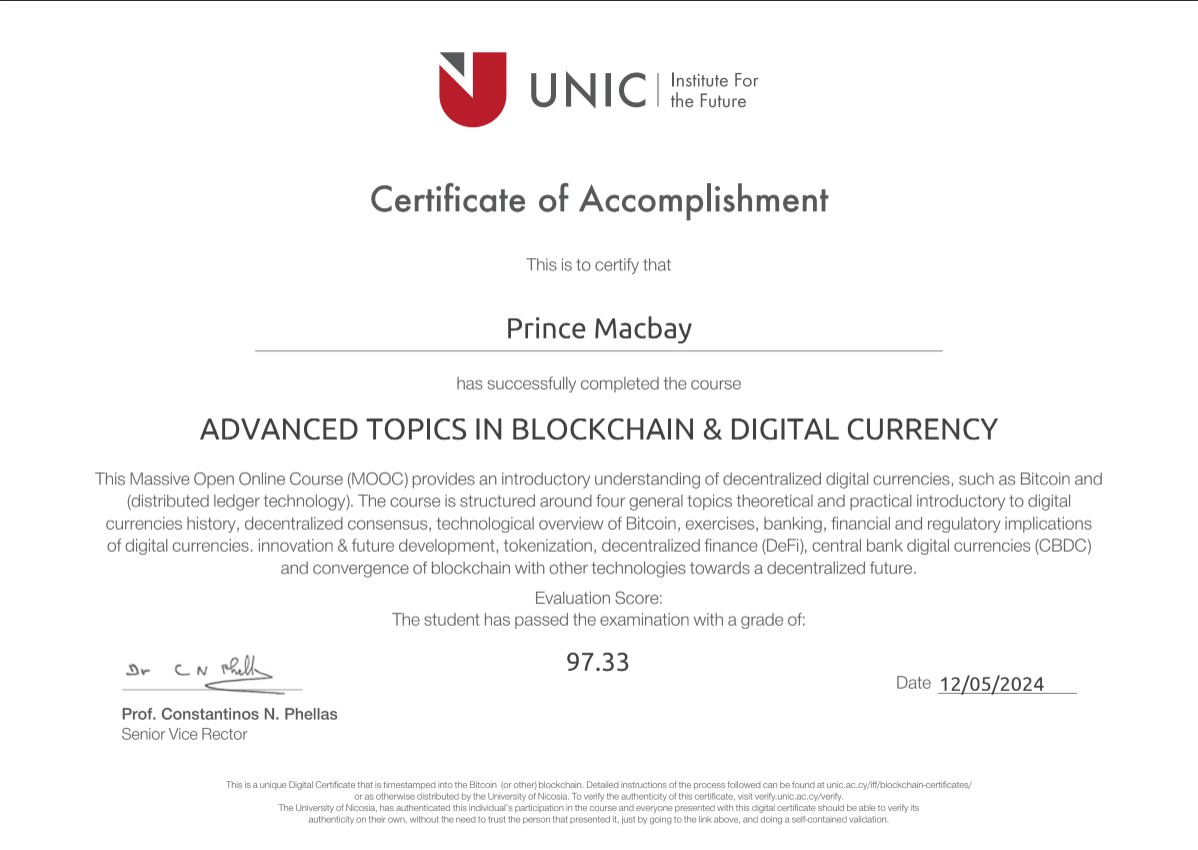 UNIC
Institute For
the Future
Certificate of Accomplishment
This is to certify that
Prince Macbay
has successfully completed the course
ADVANCED TOPICS IN BLOCKCHAIN & DIGITAL CURRENCY
This Massive Open Online Course (MOOC) provides an introductory understanding of decentralized digital currencies, such as Bitcoin and
(distributed ledger technology). The course is structured around four general topics theoretical and practical introductory to digital
currencies history, decentralized consensus, technological overview of Bitcoin, exercises, banking, financial and regulatory implications
of digital currencies. innovation & future development, tokenization, decentralized finance (DeFi), central bank digital currencies (CBDC)
and convergence of blockchain with other technologies towards a decentralized future.
Evaluation Score:
The student has passed the examination with a grade of:
97.33
Dr C N Phellas
Date 12/05/2024
Prof. Constantinos N. Phellas
Senior Vice Rector
This is a unique Digital Certificate that is timestamped into the Bitcoin (or other) blockchain. Detailed instructions of the process followed can be found at unic.ac.cy/iff/blockchain-certificates/
or as otherwise distributed by the University of Nicosia. To verify the authenticity of this certificate, visit verify.unic.ac.cy/verify.
The University of Nicosia, has authenticated this individual's participation in the course and everyone presented with this digital certificate should be able to verify its
authenticity on their own, without the need to trust the person that presented it, just by going to the link above, and doing a self-contained validation.